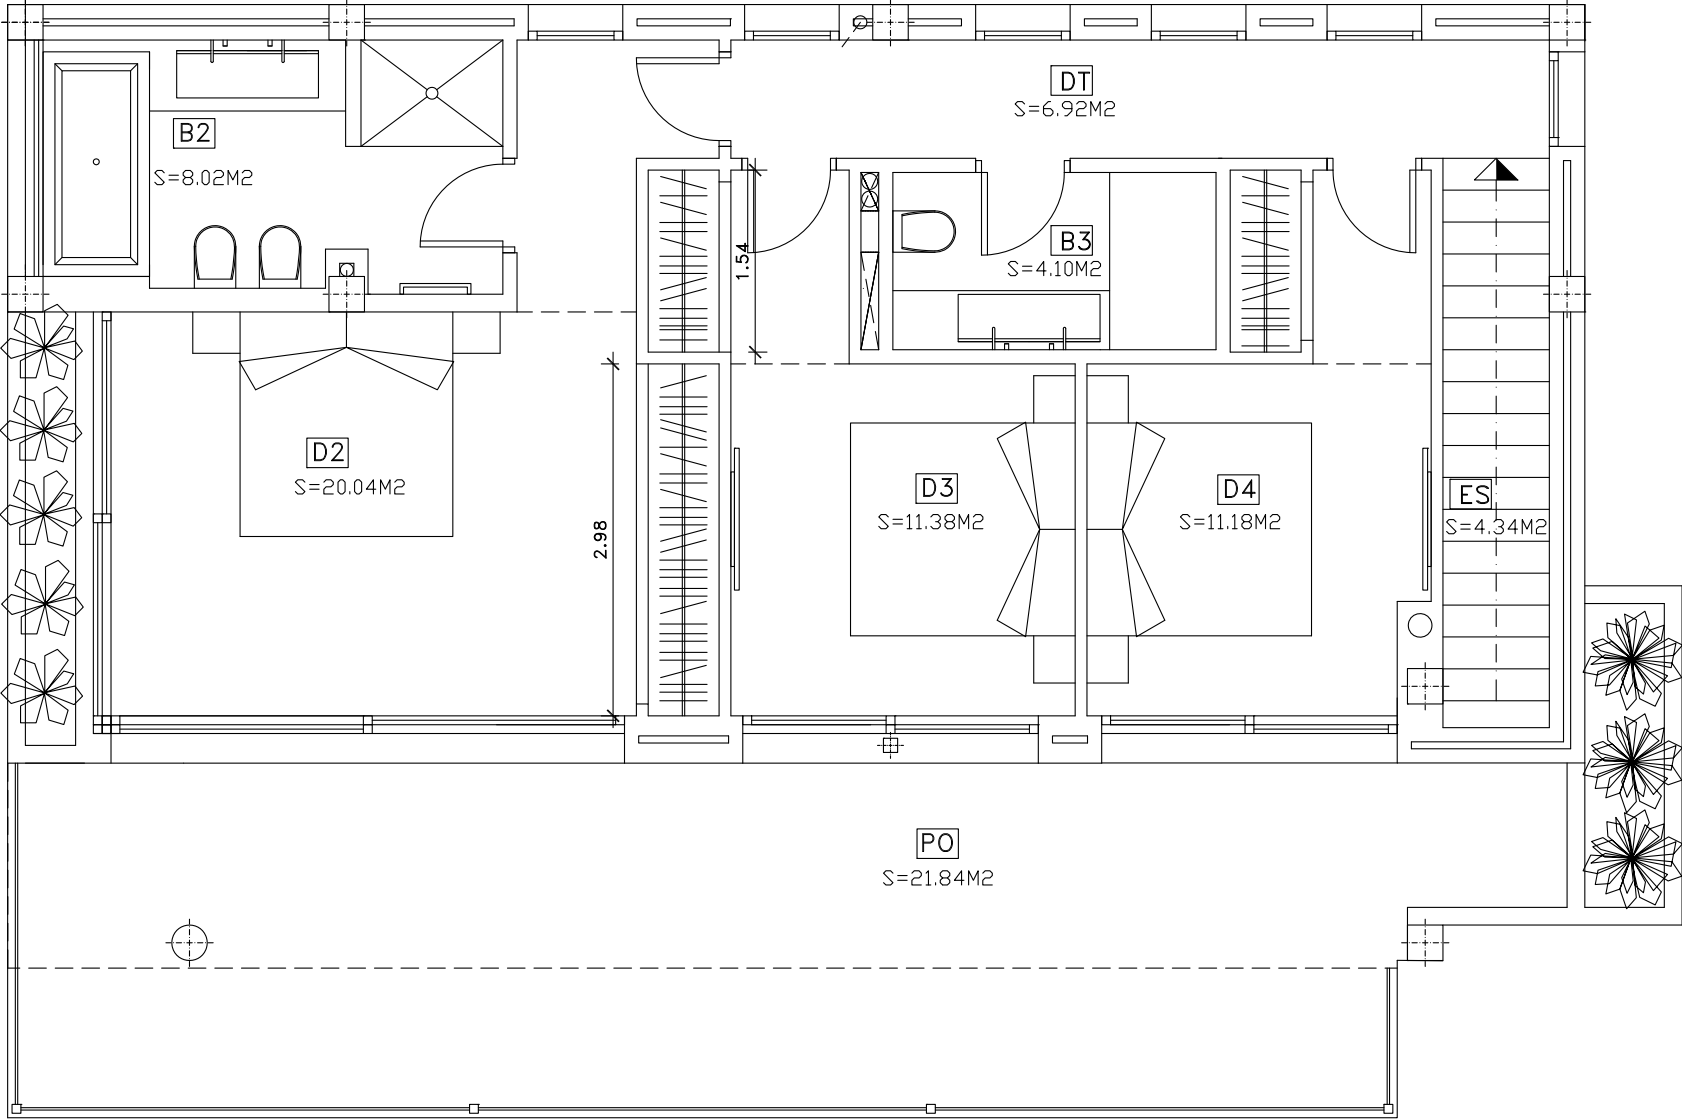 DT
S=6.92M2
B2
S=8.02M2
B3
S=4.10M2
1.54
D2
S=20.04M2
D3
S=11.38M2
D4
S=11.18M2
ES
S=4.34M2
2.98
PO
S=21.84M2